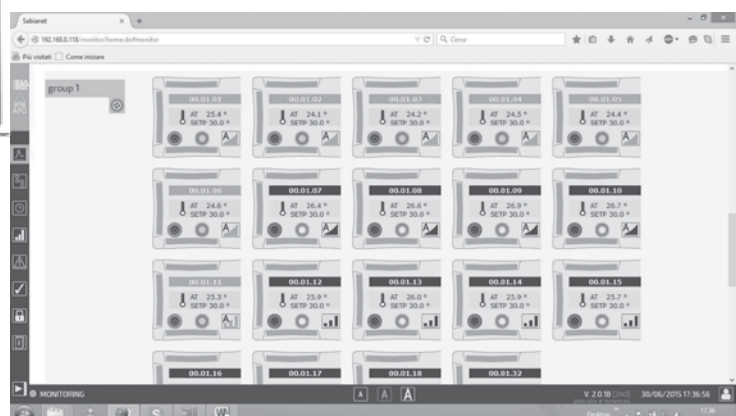 Sabianet
192.168.0.118/monitor/home.do#monitor
Cerca
Più visitati
Come iniziare
group 1
00.01.01
AT 25.4 °
SETP 30.0 °
00.01.02
AT 24.1 °
SETP 30.0 °
00.01.03
AT 24.2 °
SETP 30.0 °
00.01.04
AT 24.5 °
SETP 30.0 °
00.01.05
AT 24.4 °
SETP 30.0 °
00.01.06
AT 24.6 °
SETP 30.0 °
00.01.07
AT 26.4 °
SETP 30.0 °
00.01.08
AT 26.6 °
SETP 30.0 °
00.01.09
AT 26.9 °
SETP 30.0 °
00.01.10
AT 26.7 °
SETP 30.0 °
00.01.11
AT 25.3 °
SETP 30.0 °
00.01.12
AT 25.9 °
SETP 30.0 °
00.01.13
AT 26.0 °
SETP 30.0 °
00.01.14
AT 25.9 °
SETP 30.0 °
00.01.15
AT 25.7 °
SETP 30.0 °
00.01.16
00.01.17
00.01.18
00.01.32
MONITORING
A A A
V. 2.0.18 [240]
30/06/2015 17.36.56
Desktop
17.36